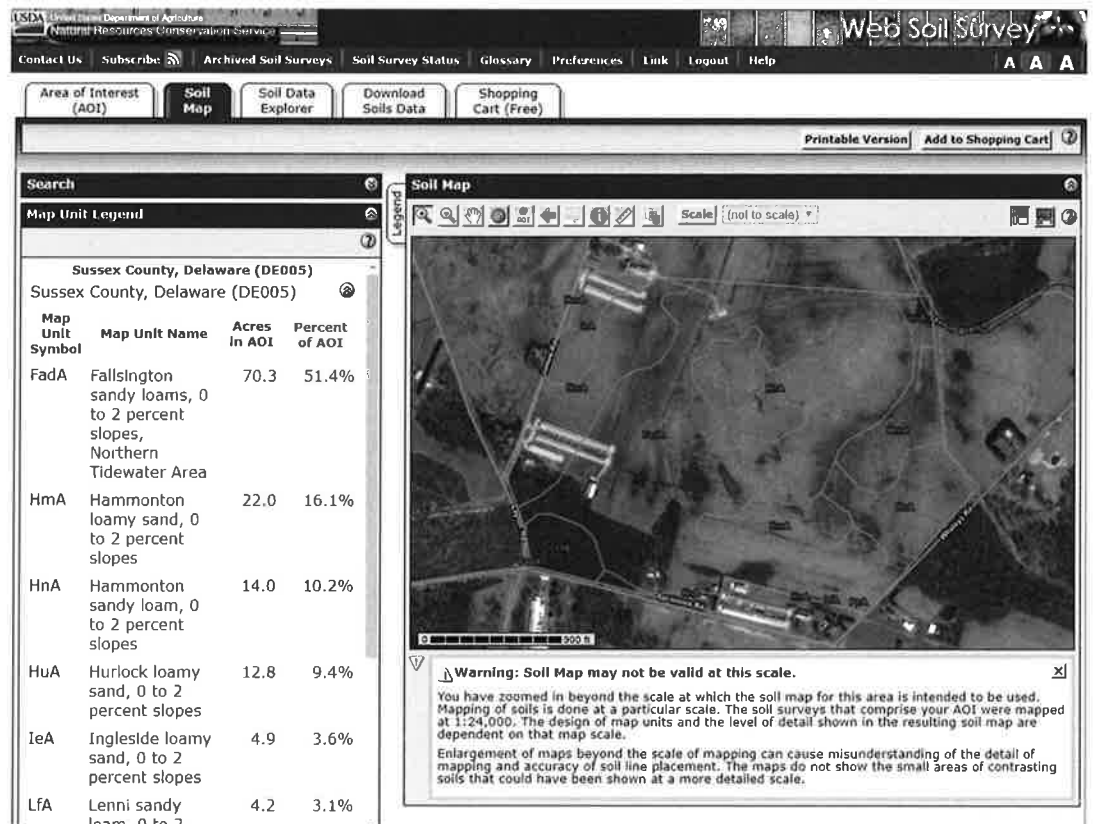 USDA United States Department of Agriculture
Natural Resources Conservation Service
Web Soil Survey
Contact Us Subscribe Archived Soil Surveys Soil Survey Status Glossary Preferences Link Logout Help A A A
Area of Interest (AOI)
Soil Map
Soil Data Explorer
Download Soils Data
Shopping Cart (Free)
Printable Version Add to Shopping Cart
Search
Map Unit Legend
Sussex County, Delaware (DE005)
Sussex County, Delaware (DE005)
Map Unit Symbol Map Unit Name Acres in AOI Percent of AOI
FadA Fallsington 70.3 51.4%
sandy loams, 0
to 2 percent
slopes,
Northern
Tidewater Area
HmA Hammonton 22.0 16.1%
loamy sand, 0
to 2 percent
slopes
HnA Hammonton 14.0 10.2%
sandy loam, 0
to 2 percent
slopes
HuA Hurlock loamy 12.8 9.4%
sand, 0 to 2
percent slopes
IeA Ingleside loamy 4.9 3.6%
sand, 0 to 2
percent slopes
LfA Lenni sandy 4.2 3.1%
loam, 0 to 2
Legend
Soil Map
Scale (not to scale)
Warning: Soil Map may not be valid at this scale.
You have zoomed in beyond the scale at which the soil map for this area is intended to be used.
Mapping of soils is done at a particular scale. The soil surveys that comprise your AOI were mapped
at 1:24,000. The design of map units and the level of detail shown in the resulting soil map are
dependent on that map scale.
Enlargement of maps beyond the scale of mapping can cause misunderstanding of the detail of
mapping and accuracy of soil line placement. The maps do not show the small areas of contrasting
soils that could have been shown at a more detailed scale.